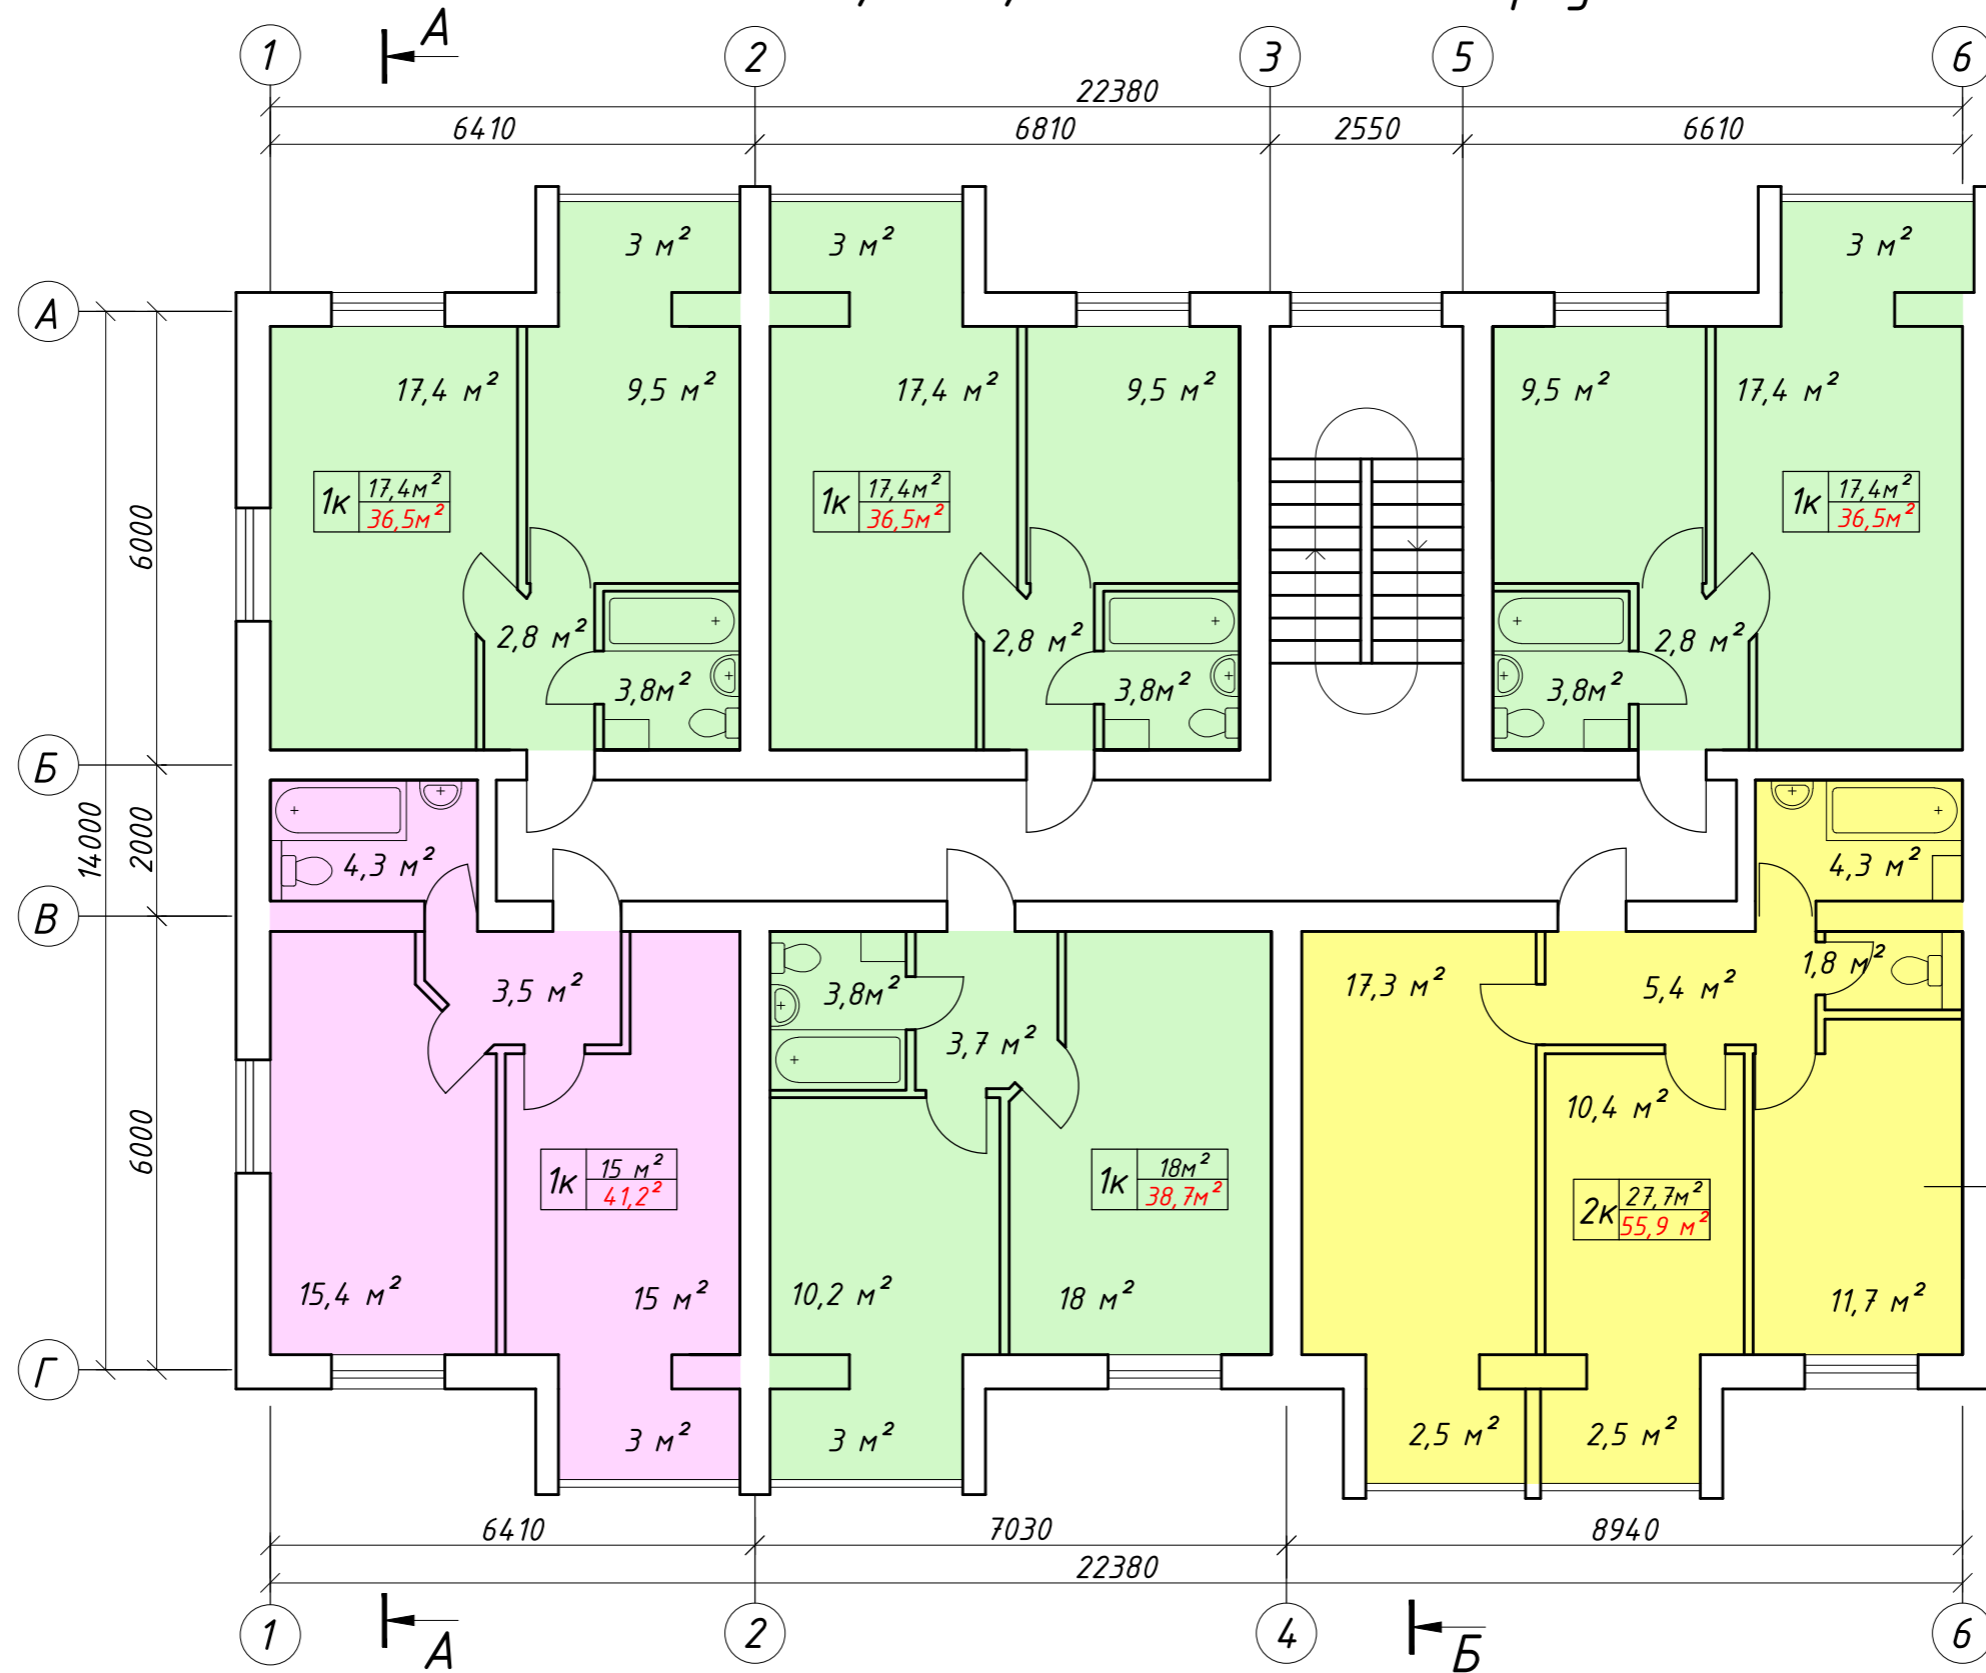 А
1
2
3
5
6
22380
6410
6810
2550
6610
3 м²
3 м²
3 м²
А
17,4 м²
9,5 м²
17,4 м²
9,5 м²
9,5 м²
17,4 м²
1к 17,4м²
36,5м²
1к 17,4м²
36,5м²
1к 17,4м²
36,5м²
6000
2,8 м²
2,8 м²
2,8 м²
3,8м²
3,8м²
3,8м²
Б
14000
2000
4,3 м²
4,3 м²
В
3,5 м²
3,8м²
3,7 м²
17,3 м²
5,4 м²
1,8 м²
6000
10,4 м²
1к 15 м²
41,2²
1к 18м²
38,7м²
2к 27,7м²
55,9 м²
15,4 м²
15 м²
10,2 м²
18 м²
11,7 м²
Г
3 м²
3 м²
2,5 м²
2,5 м²
6410
7030
8940
22380
1
2
4
6
А
Б